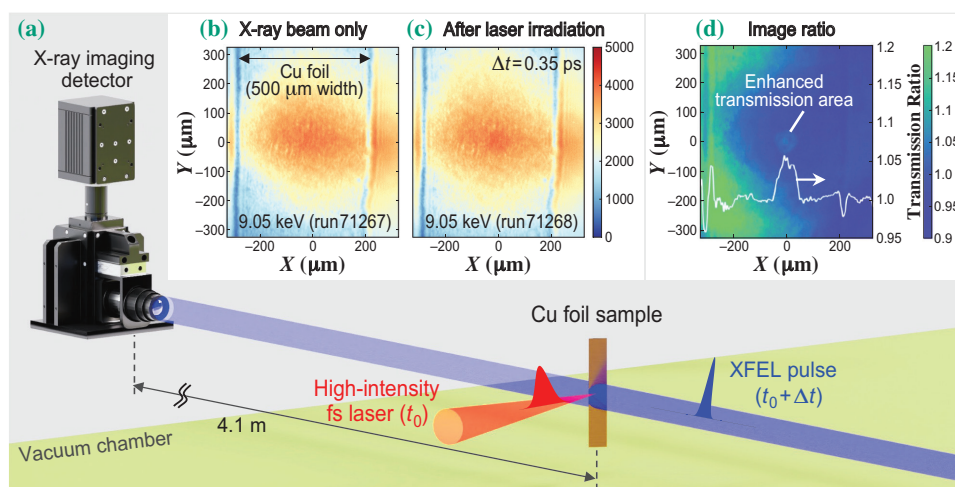 (a)
X-ray imaging
detector
(b)
X-ray beam only
(c)
After laser irradiation
(d)
Image ratio
300
200
100
0
−100
−200
−300
Y (μm)
Cu foil
(500 μm width)
9.05 keV (run71267)
−200
0
200
X (μm)
Δt = 0.35 ps
9.05 keV (run71268)
−200
0
200
X (μm)
5000
4000
3000
2000
1000
0
300
200
100
0
−100
−200
−300
Y (μm)
Enhanced
transmission area
−200
0
200
X (μm)
1.2
1.10
1.05
1.0
0.95
Transmission Ratio
1.2
1.1
1.0
0.9
Cu foil sample
High-intensity
fs laser (t0)
XFEL pulse
(t0 + Δt)
4.1 m
Vacuum chamber